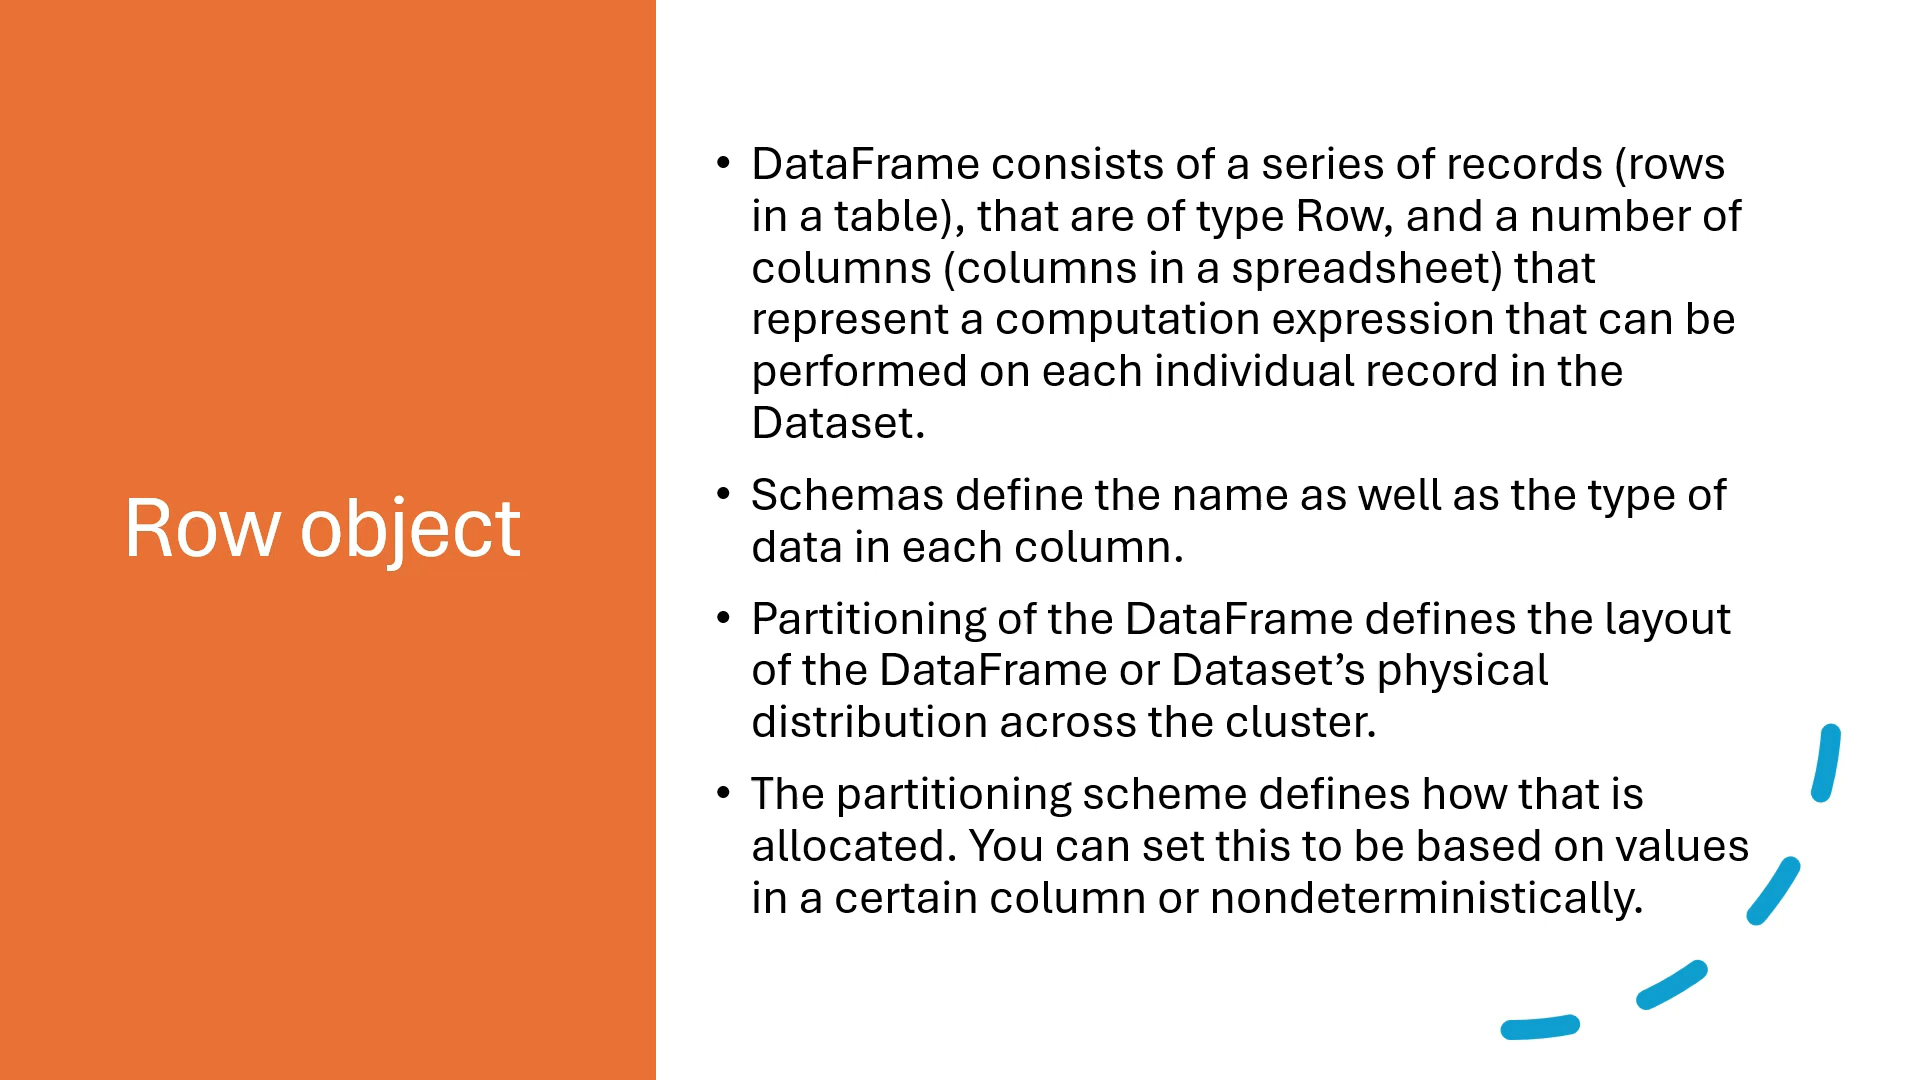 Row object
• DataFrame consists of a series of records (rows
in a table), that are of type Row, and a number of
columns (columns in a spreadsheet) that
represent a computation expression that can be
performed on each individual record in the
Dataset.
• Schemas define the name as well as the type of
data in each column.
• Partitioning of the DataFrame defines the layout
of the DataFrame or Dataset’s physical
distribution across the cluster.
• The partitioning scheme defines how that is
allocated. You can set this to be based on values
in a certain column or nondeterministically.